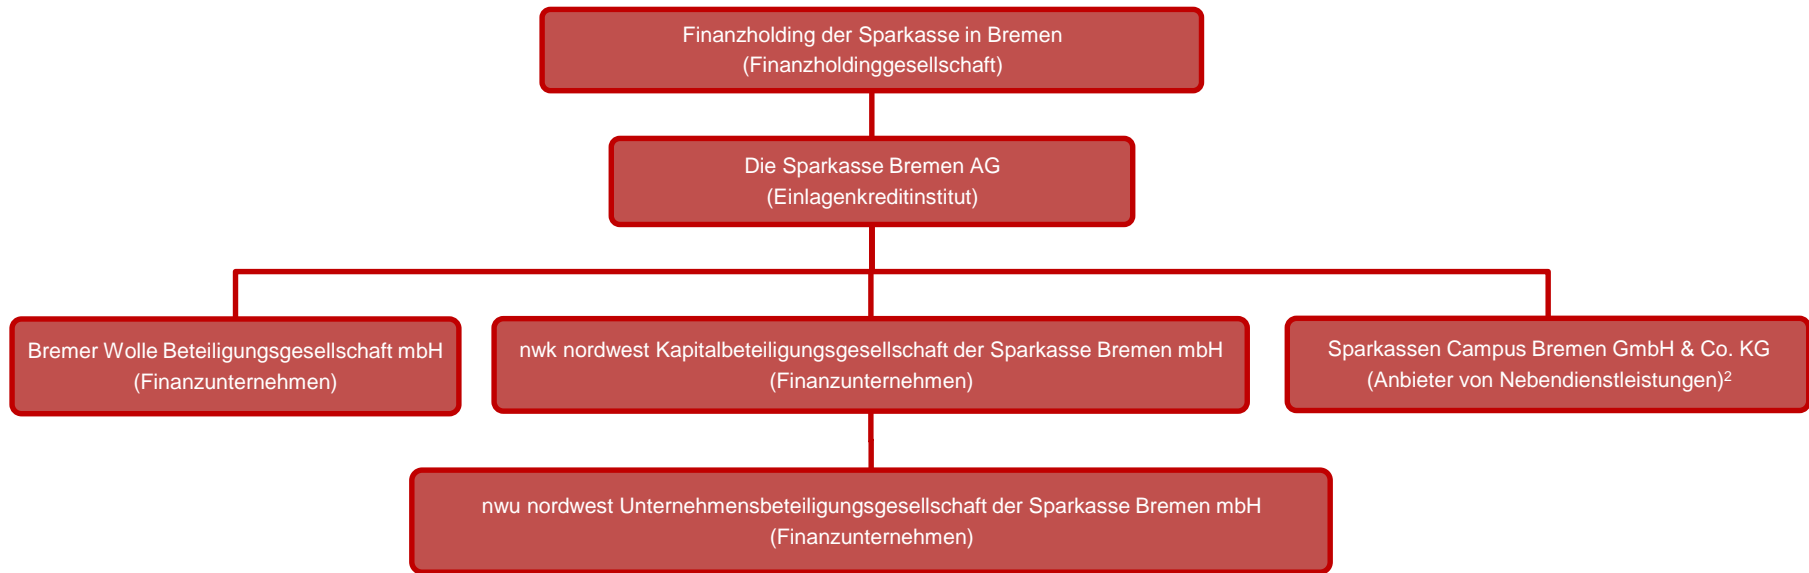 Finanzholding der Sparkasse in Bremen
(Finanzholdinggesellschaft)
Die Sparkasse Bremen AG
(Einlagenkreditinstitut)
Bremer Wolle Beteiligungsgesellschaft mbH
(Finanzunternehmen)
nwk nordwest Kapitalbeteiligungsgesellschaft der Sparkasse Bremen mbH
(Finanzunternehmen)
Sparkassen Campus Bremen GmbH & Co. KG
(Anbieter von Nebendienstleistungen)²
nwu nordwest Unternehmensbeteiligungsgesellschaft der Sparkasse Bremen mbH
(Finanzunternehmen)